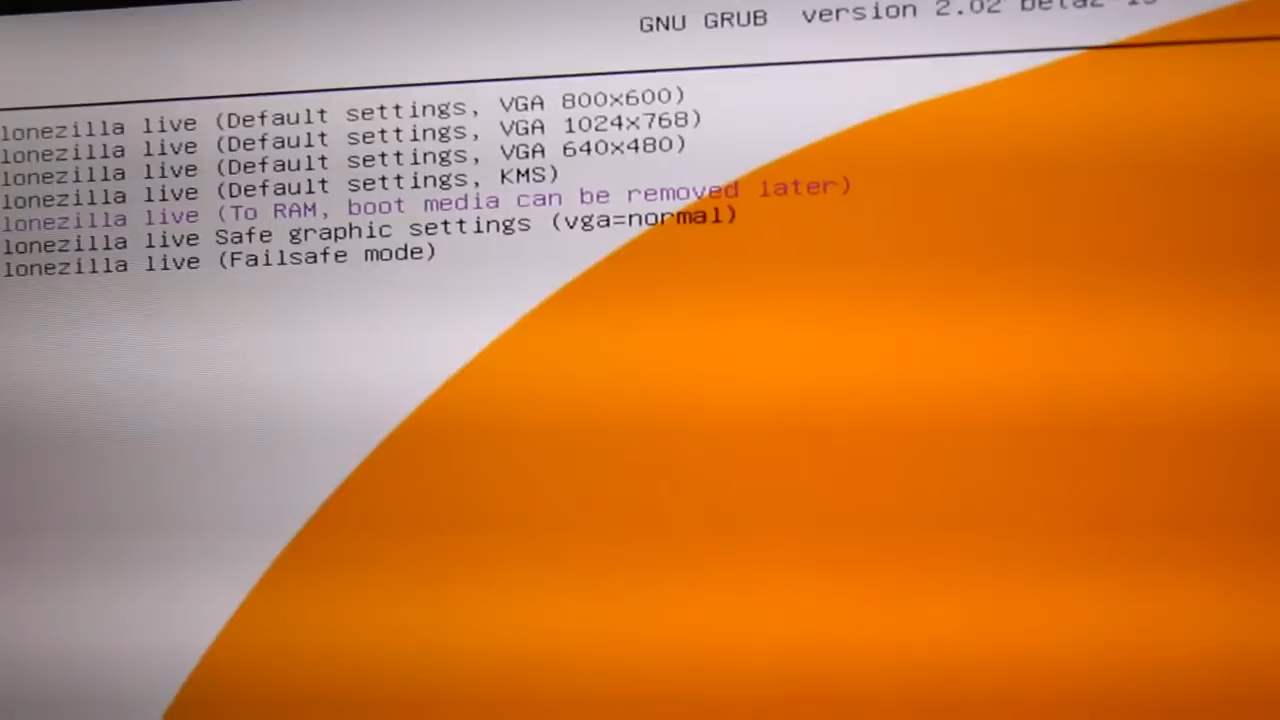 GNU GRUB version 2.02
lonezilla live (Default settings, VGA 800x600)
lonezilla live (Default settings, VGA 1024x768)
lonezilla live (Default settings, VGA 640x480)
lonezilla live (Default settings, KMS)
lonezilla live (To RAM, boot media can be removed later)
lonezilla live Safe graphic settings (vga=normal)
lonezilla live (Failsafe mode)